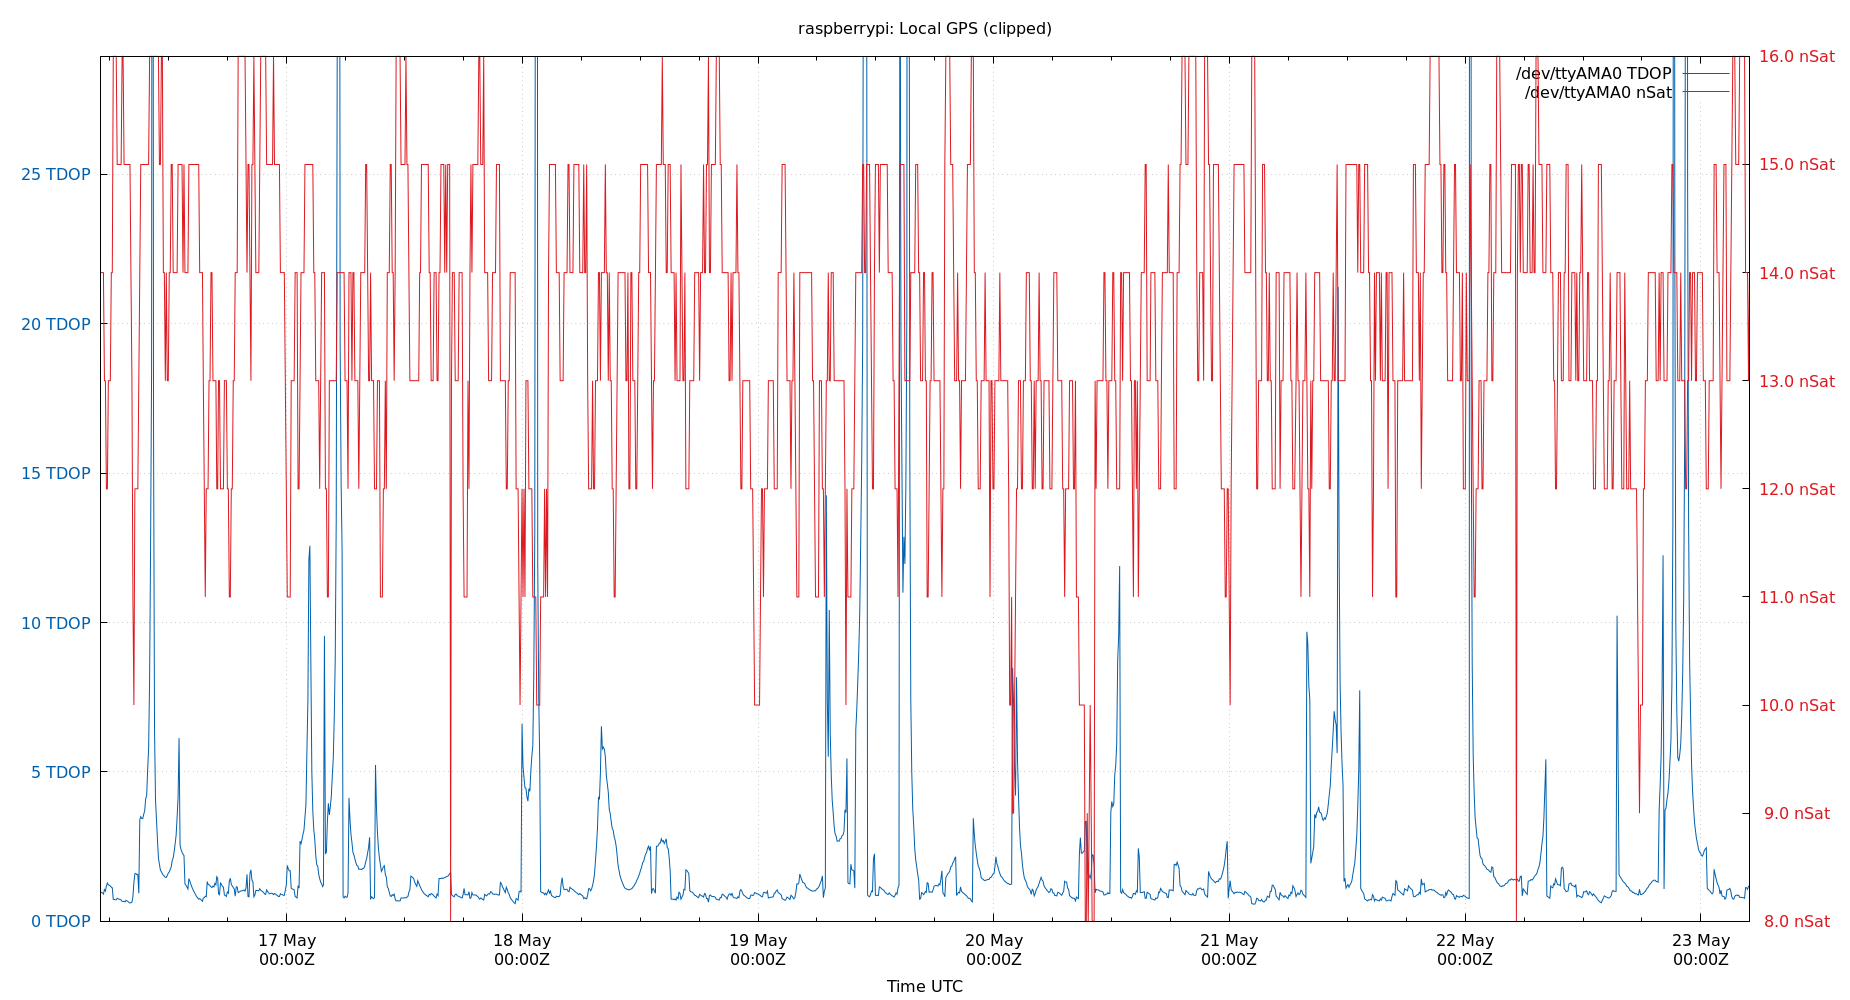 raspberrypi: Local GPS (clipped)
16.0 nSat
/dev/ttyAMA0 TDOP
/dev/ttyAMA0 nSat
25 TDOP
15.0 nSat
14.0 nSat
20 TDOP
13.0 nSat
15 TDOP
12.0 nSat
11.0 nSat
10 TDOP
10.0 nSat
5 TDOP
9.0 nSat
0 TDOP
8.0 nSat
17 May
00:00Z
18 May
00:00Z
19 May
00:00Z
20 May
00:00Z
21 May
00:00Z
22 May
00:00Z
23 May
00:00Z
Time UTC